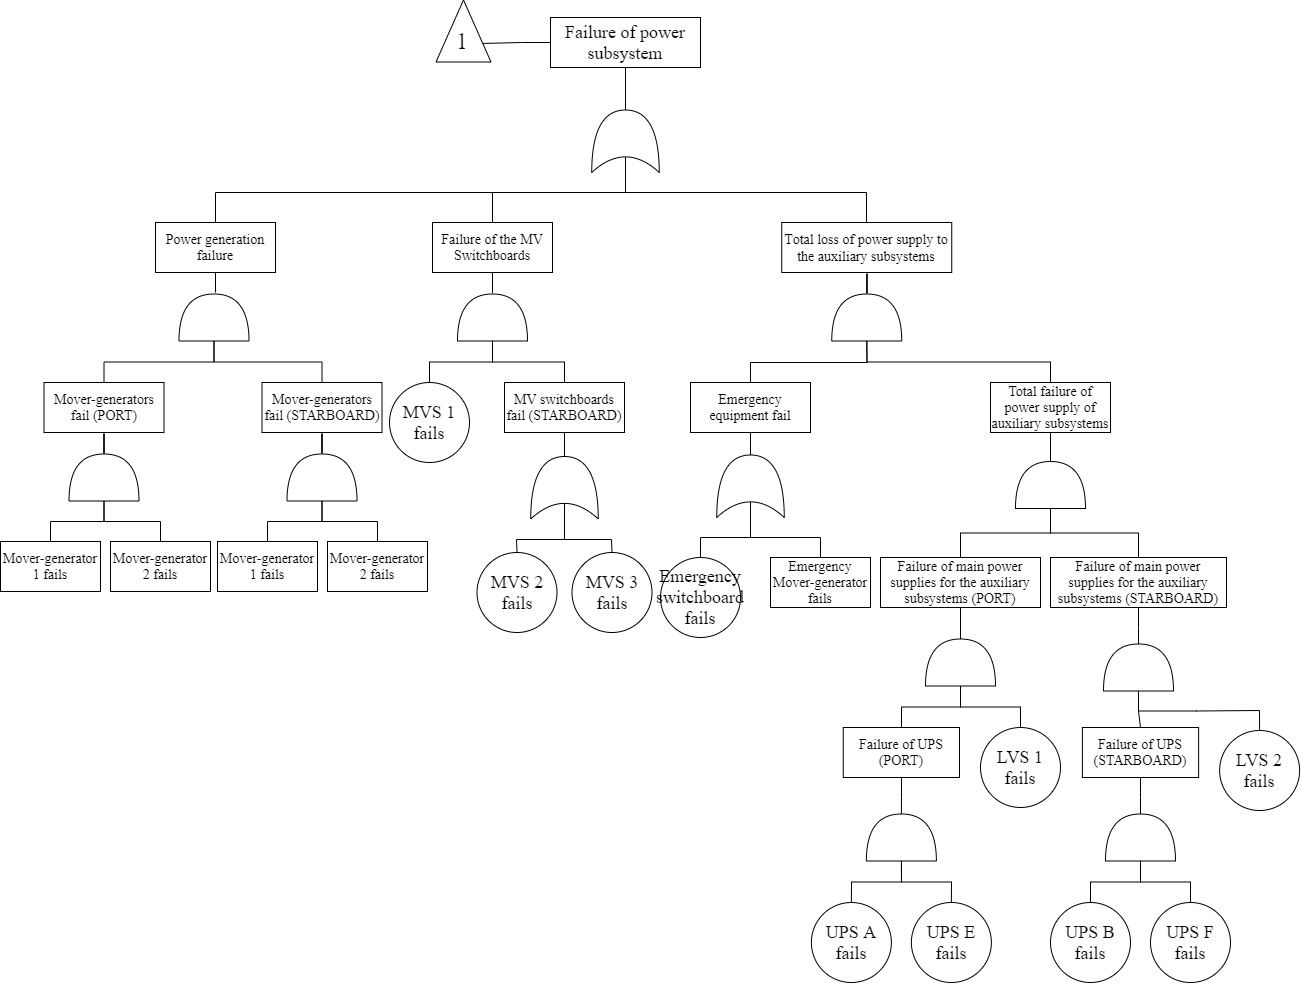 1
Failure of power
subsystem
Power generation
failure
Failure of the MV
Switchboards
Total loss of power supply to
the auxiliary subsystems
Mover-generators
fail (PORT)
Mover-generators
fail (STARBOARD)
MVS 1
fails
MV switchboards
fail (STARBOARD)
Emergency
equipment fail
Total failure of
power supply of
auxiliary subsystems
Mover-generator
1 fails
Mover-generator
2 fails
Mover-generator
1 fails
Mover-generator
2 fails
MVS 2
fails
MVS 3
fails
Emergency
switchboard
fails
Emergency
Mover-generator
fails
Failure of main power
supplies for the auxiliary
subsystems (PORT)
Failure of main power
supplies for the auxiliary
subsystems (STARBOARD)
Failure of UPS
(PORT)
LVS 1
fails
Failure of UPS
(STARBOARD)
LVS 2
fails
UPS A
fails
UPS E
fails
UPS B
fails
UPS F
fails